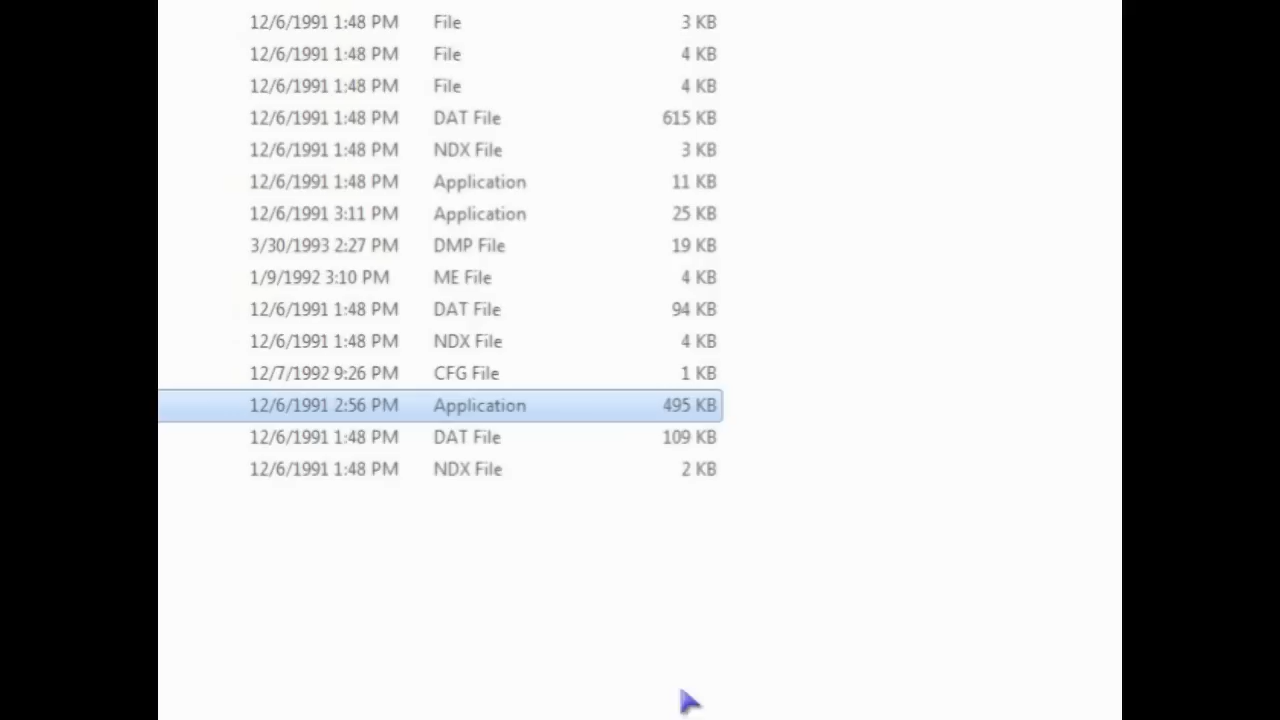 12/6/1991 1:48 PM File 3 KB
12/6/1991 1:48 PM File 4 KB
12/6/1991 1:48 PM File 4 KB
12/6/1991 1:48 PM DAT File 615 KB
12/6/1991 1:48 PM NDX File 3 KB
12/6/1991 1:48 PM Application 11 KB
12/6/1991 3:11 PM Application 25 KB
3/30/1993 2:27 PM DMP File 19 KB
1/9/1992 3:10 PM ME File 4 KB
12/6/1991 1:48 PM DAT File 94 KB
12/6/1991 1:48 PM NDX File 4 KB
12/7/1992 9:26 PM CFG File 1 KB
12/6/1991 2:56 PM Application 495 KB
12/6/1991 1:48 PM DAT File 109 KB
12/6/1991 1:48 PM NDX File 2 KB